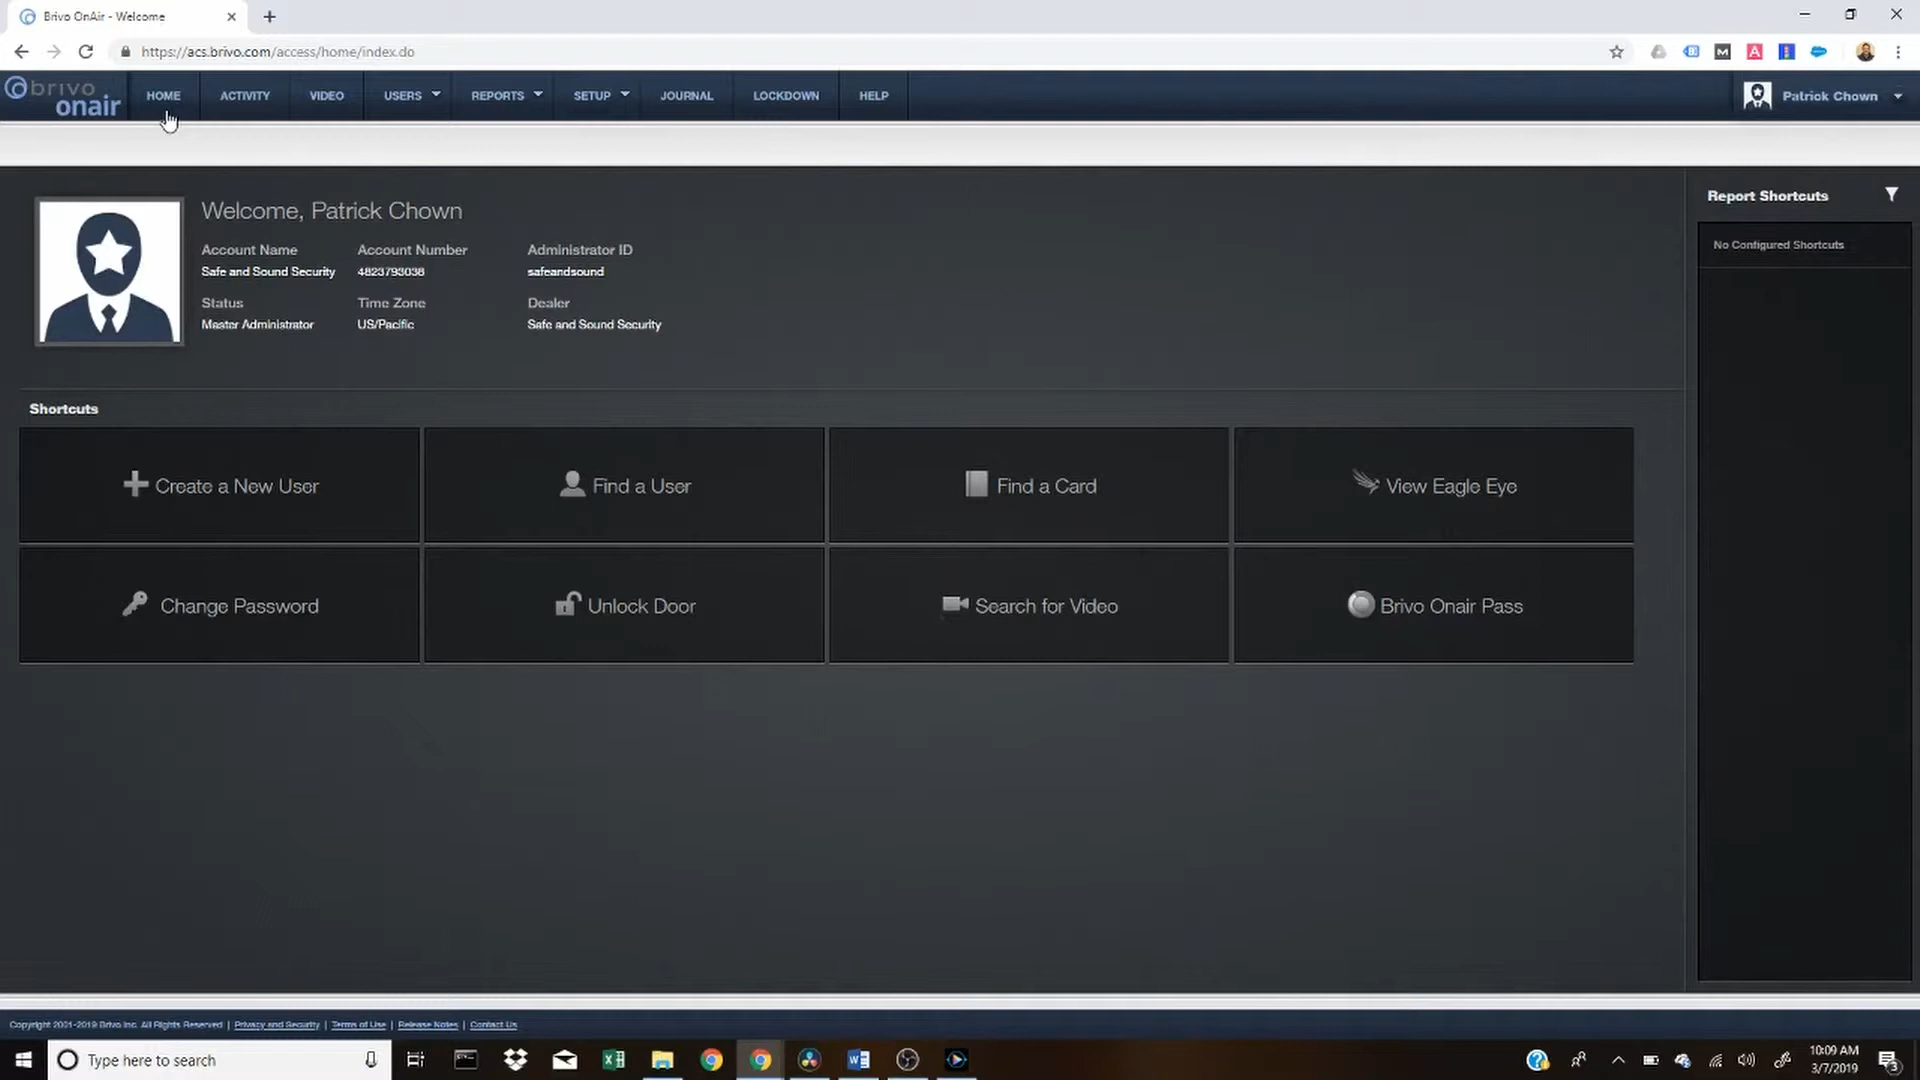 Brivo OnAir - Welcome
https://acs.brivo.com/access/home/index.do
brivo
onair
HOME
ACTIVITY
VIDEO
USERS
REPORTS
SETUP
JOURNAL
LOCKDOWN
HELP
Patrick Chown
Welcome, Patrick Chown
Account Name
Account Number
Administrator ID
Safe and Sound Security
4823793038
safeandsound
Status
Time Zone
Dealer
Master Administrator
US/Pacific
Safe and Sound Security
Report Shortcuts
No Configured Shortcuts
Shortcuts
Create a New User
Find a User
Find a Card
View Eagle Eye
Change Password
Unlock Door
Search for Video
Brivo Onair Pass
Copyright 2001-2019 Brivo Inc. All Rights Reserved | Privacy and Security | Terms of Use | Release Notes | Contact Us
Type here to search
10:09 AM
3/7/2019
3